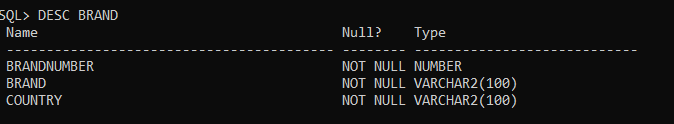 SQL> DESC BRAND
Name Null? Type
----------------------------------------- -------- ----------------------------
BRANDNUMBER NOT NULL NUMBER
BRAND NOT NULL VARCHAR2(100)
COUNTRY NOT NULL VARCHAR2(100)